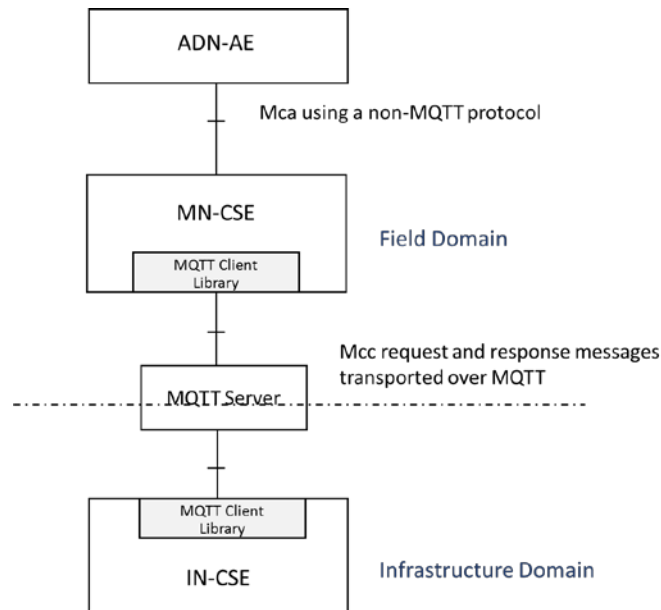 ADN-AE
Mca using a non-MQTT protocol
MN-CSE
Field Domain
MQTT Client
Library
Mcc request and response messages
transported over MQTT
MQTT Server
MQTT Client
Library
IN-CSE
Infrastructure Domain